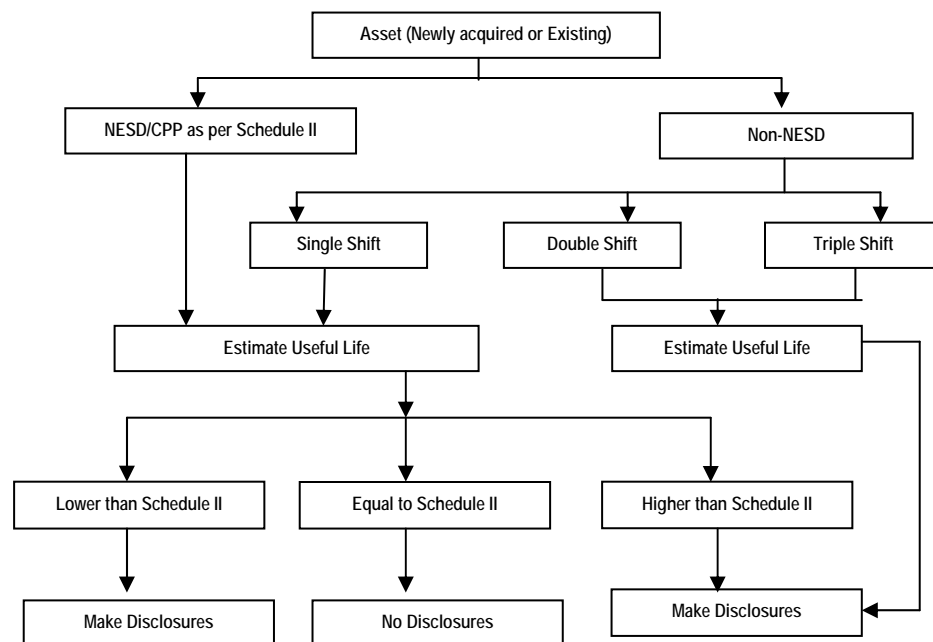 Asset (Newly acquired or Existing)
NESD/CPP as per Schedule II
Non-NESD
Single Shift
Double Shift
Triple Shift
Estimate Useful Life
Estimate Useful Life
Lower than Schedule II
Equal to Schedule II
Higher than Schedule II
Make Disclosures
No Disclosures
Make Disclosures